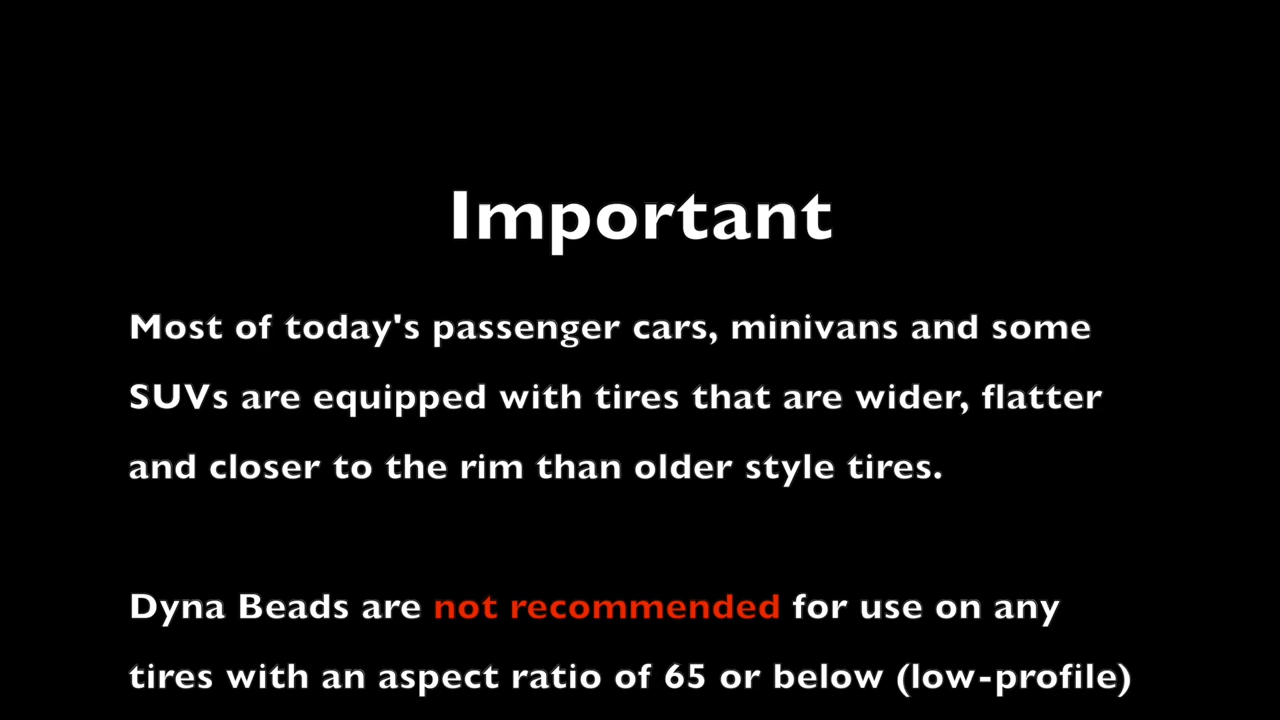 Important
Most of today's passenger cars, minivans and some
SUVs are equipped with tires that are wider, flatter
and closer to the rim than older style tires.
Dyna Beads are not recommended for use on any
tires with an aspect ratio of 65 or below (low-profile)